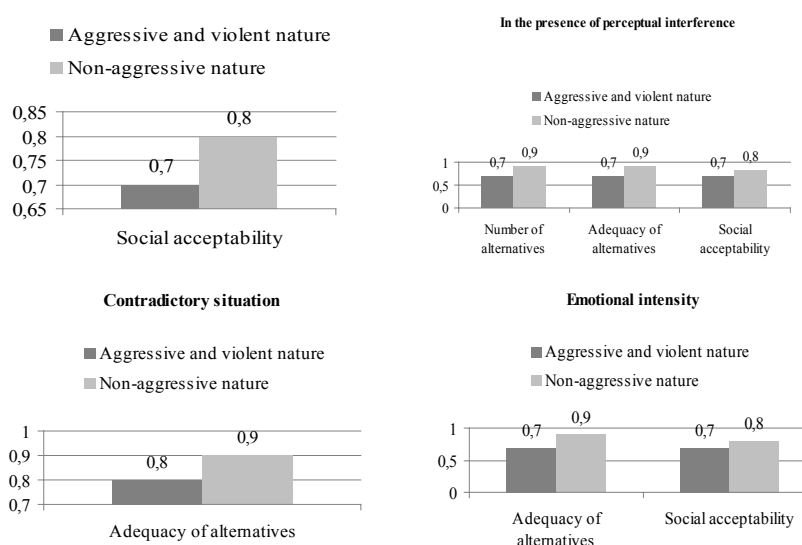 Aggressive and violent nature
Non-aggressive nature
0,85
0,8
0,75
0,7
0,65
0,7
0,8
Social acceptability
In the presence of perceptual interference
Aggressive and violent nature
Non-aggressive nature
1
0,5
0
0,7
0,9
0,7
0,9
0,7
0,8
Number of
alternatives
Adequacy of
alternatives
Social
acceptability
Contradictory situation
Aggressive and violent nature
Non-aggressive nature
1
0,9
0,8
0,7
0,8
0,9
Adequacy of alternatives
Emotional intensity
Aggressive and violent nature
Non-aggressive nature
1
0,5
0
0,7
0,9
0,7
0,8
Adequacy of
alternatives
Social acceptability